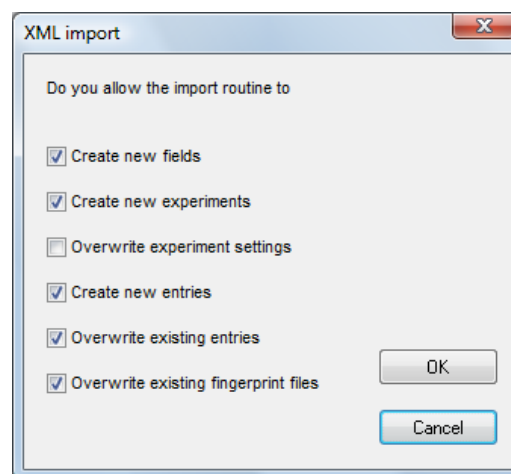 XML import
Do you allow the import routine to
Create new fields
Create new experiments
Overwrite experiment settings
Create new entries
Overwrite existing entries
Overwrite existing fingerprint files
OK
Cancel